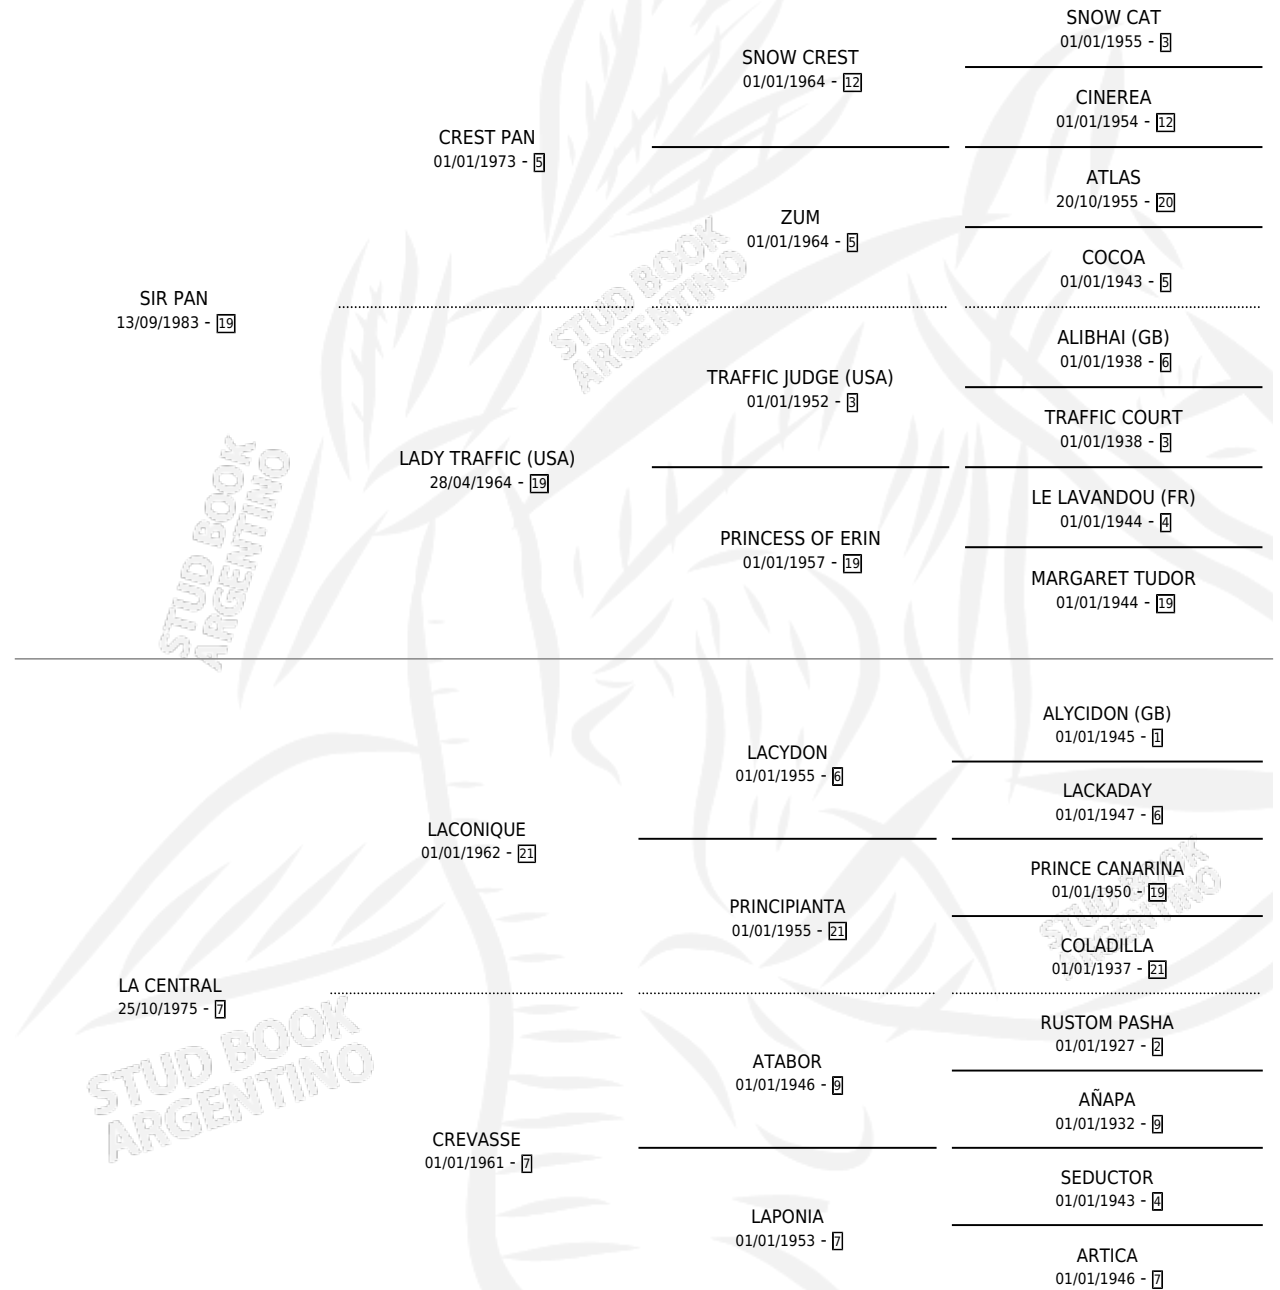 SNOW CAT
01/01/1955 - 3
SNOW CREST
01/01/1964 - 12
CINEREA
01/01/1954 - 12
CREST PAN
01/01/1973 - 5
ATLAS
20/10/1955 - 20
ZUM
01/01/1964 - 5
COCOA
01/01/1943 - 5
SIR PAN
13/09/1983 - 19
STUD BOOK
ARGENTINO
ALIBHAI (GB)
01/01/1938 - 6
TRAFFIC JUDGE (USA)
01/01/1952 - 3
TRAFFIC COURT
01/01/1938 - 3
LADY TRAFFIC (USA)
28/04/1964 - 19
LE LAVANDOU (FR)
01/01/1944 - 4
PRINCESS OF ERIN
01/01/1957 - 19
MARGARET TUDOR
01/01/1944 - 19
STUD BOOK
ARGENTINO
ALYCIDON (GB)
01/01/1945 - 1
LACYDON
01/01/1955 - 6
LACKADAY
01/01/1947 - 6
LACONIQUE
01/01/1962 - 21
PRINCE CANARINA
01/01/1950 - 19
PRINCIPIANTA
01/01/1955 - 21
COLADILLA
01/01/1937 - 21
STUD BOOK
ARGENTINO
LA CENTRAL
25/10/1975 - 7
RUSTOM PASHA
01/01/1927 - 2
ATABOR
01/01/1946 - 9
AÑAPA
01/01/1932 - 9
STUD BOOK
ARGENTINO
CREVASSE
01/01/1961 - 7
SEDUCTOR
01/01/1943 - 4
LAPONIA
01/01/1953 - 7
ARTICA
01/01/1946 - 7